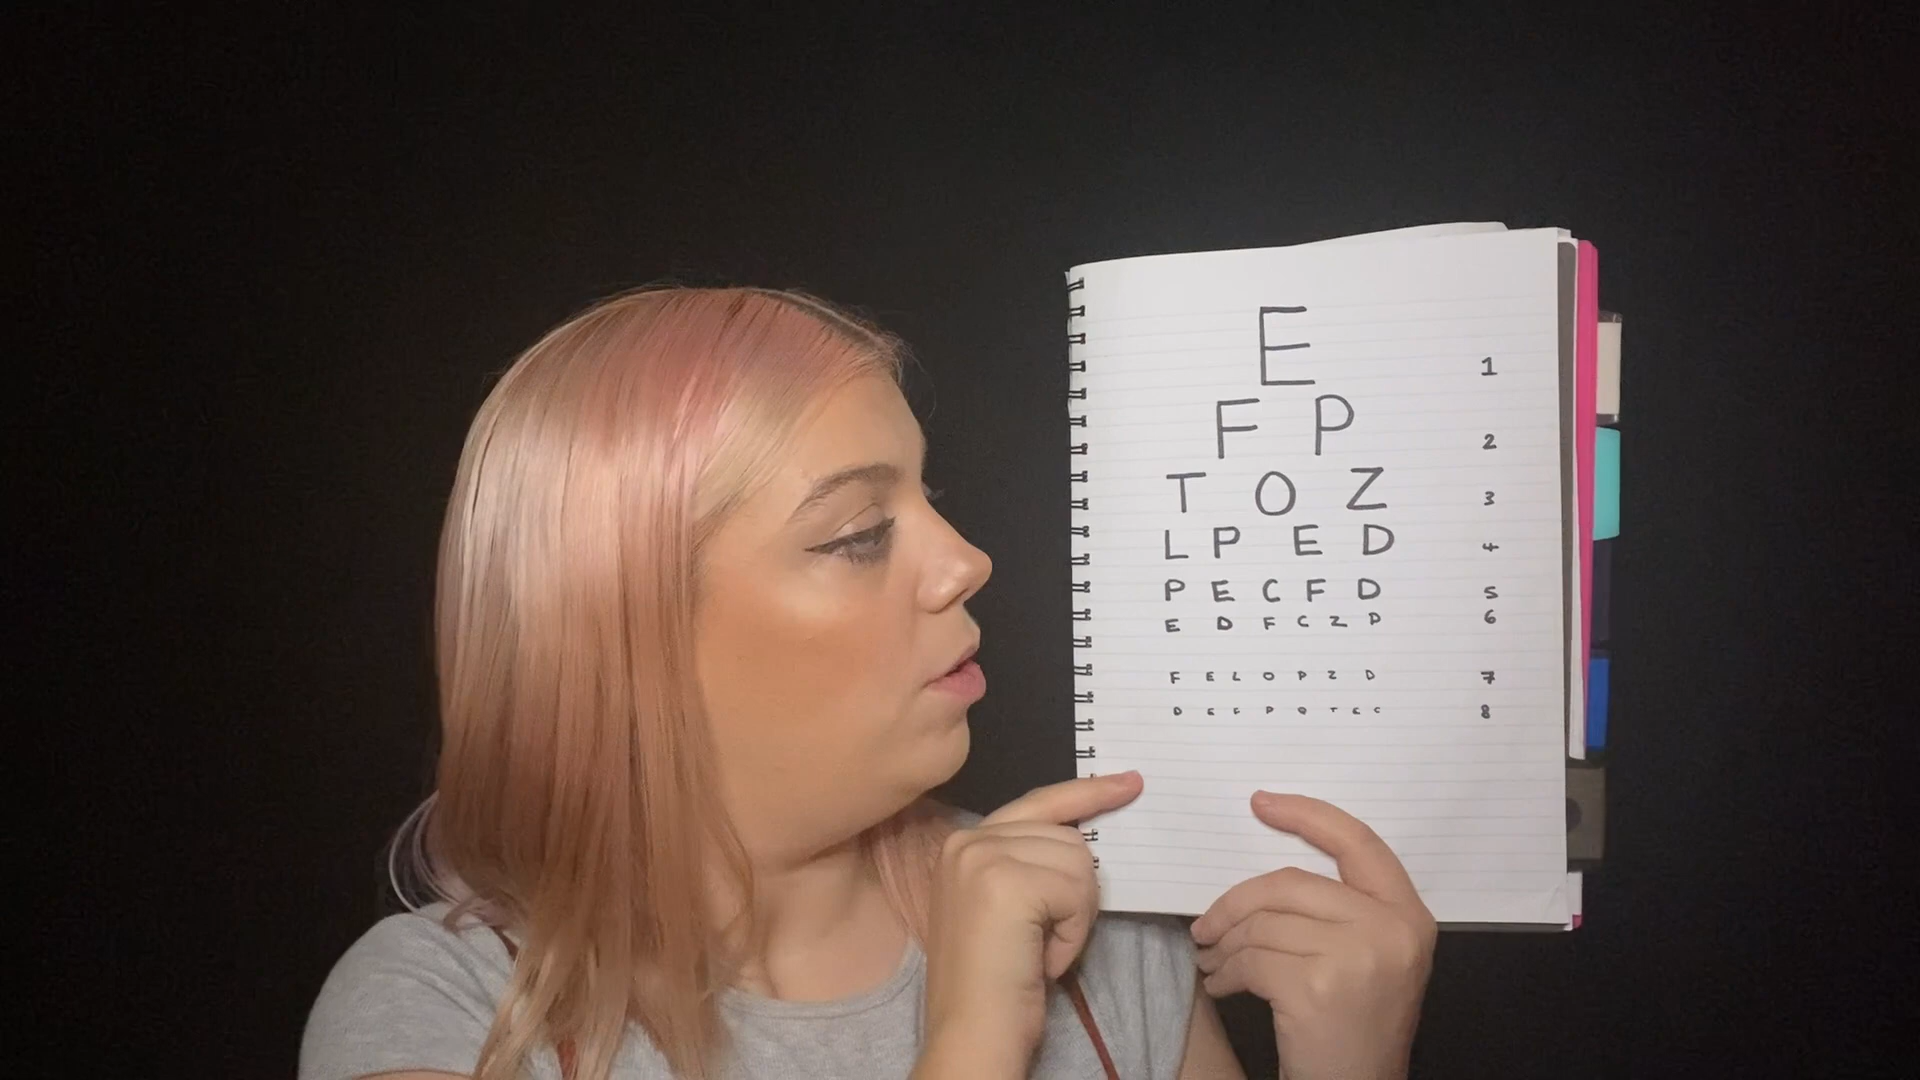 E 1
F P 2
T O Z 3
L P E D 4
P E C F D 5
E D F C Z P 6
F E L O P Z D 7
D E F P O T E C 8